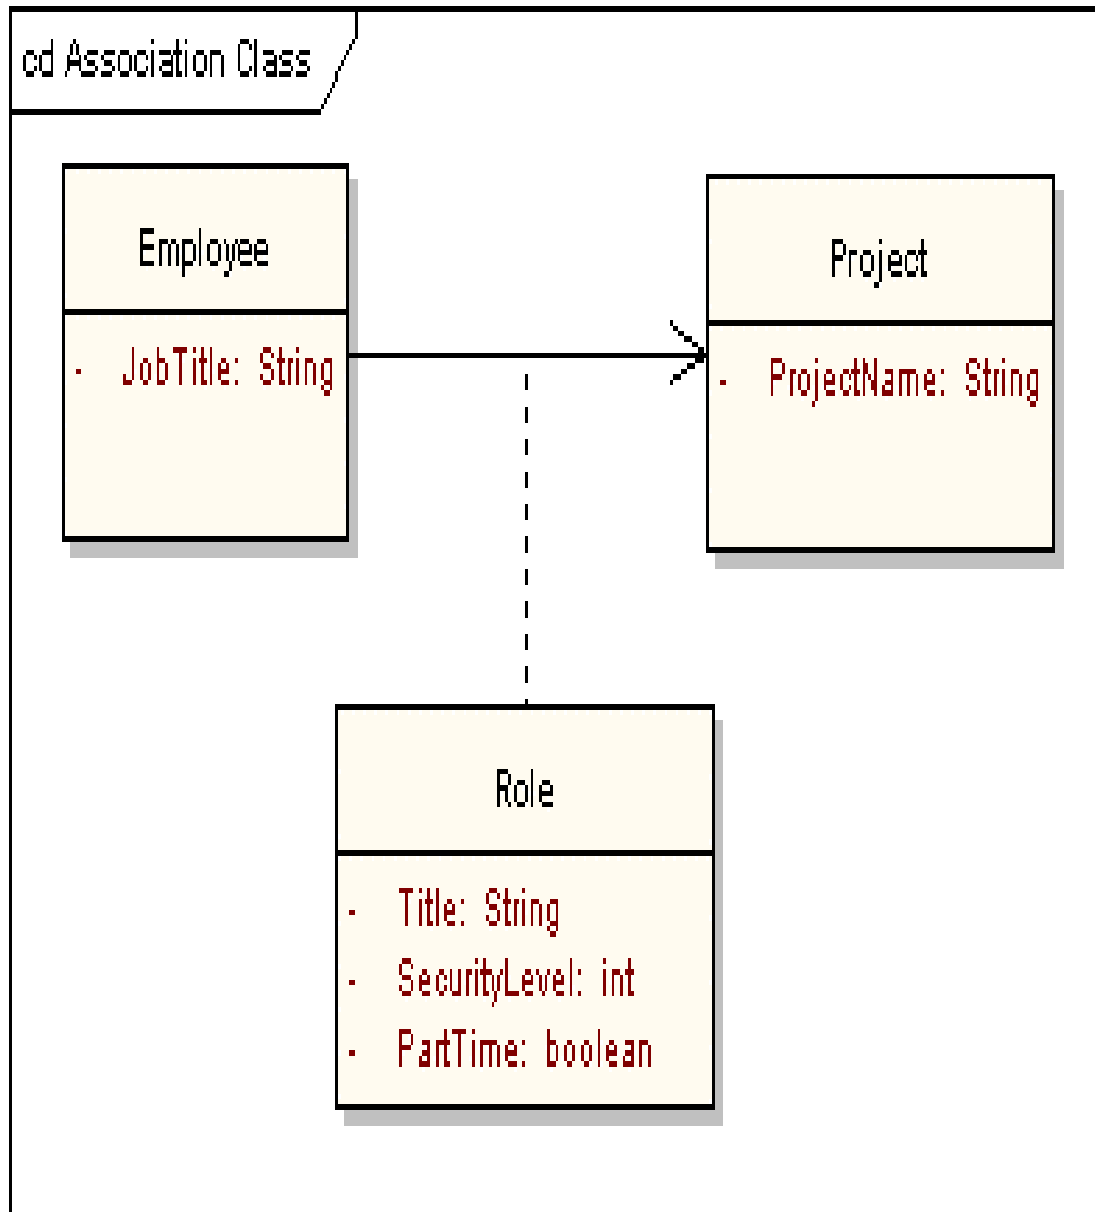 cd Association Class
Employee
- JobTitle: String
Project
- ProjectName: String
Role
- Title: String
- SecurityLevel: int
- PartTime: boolean